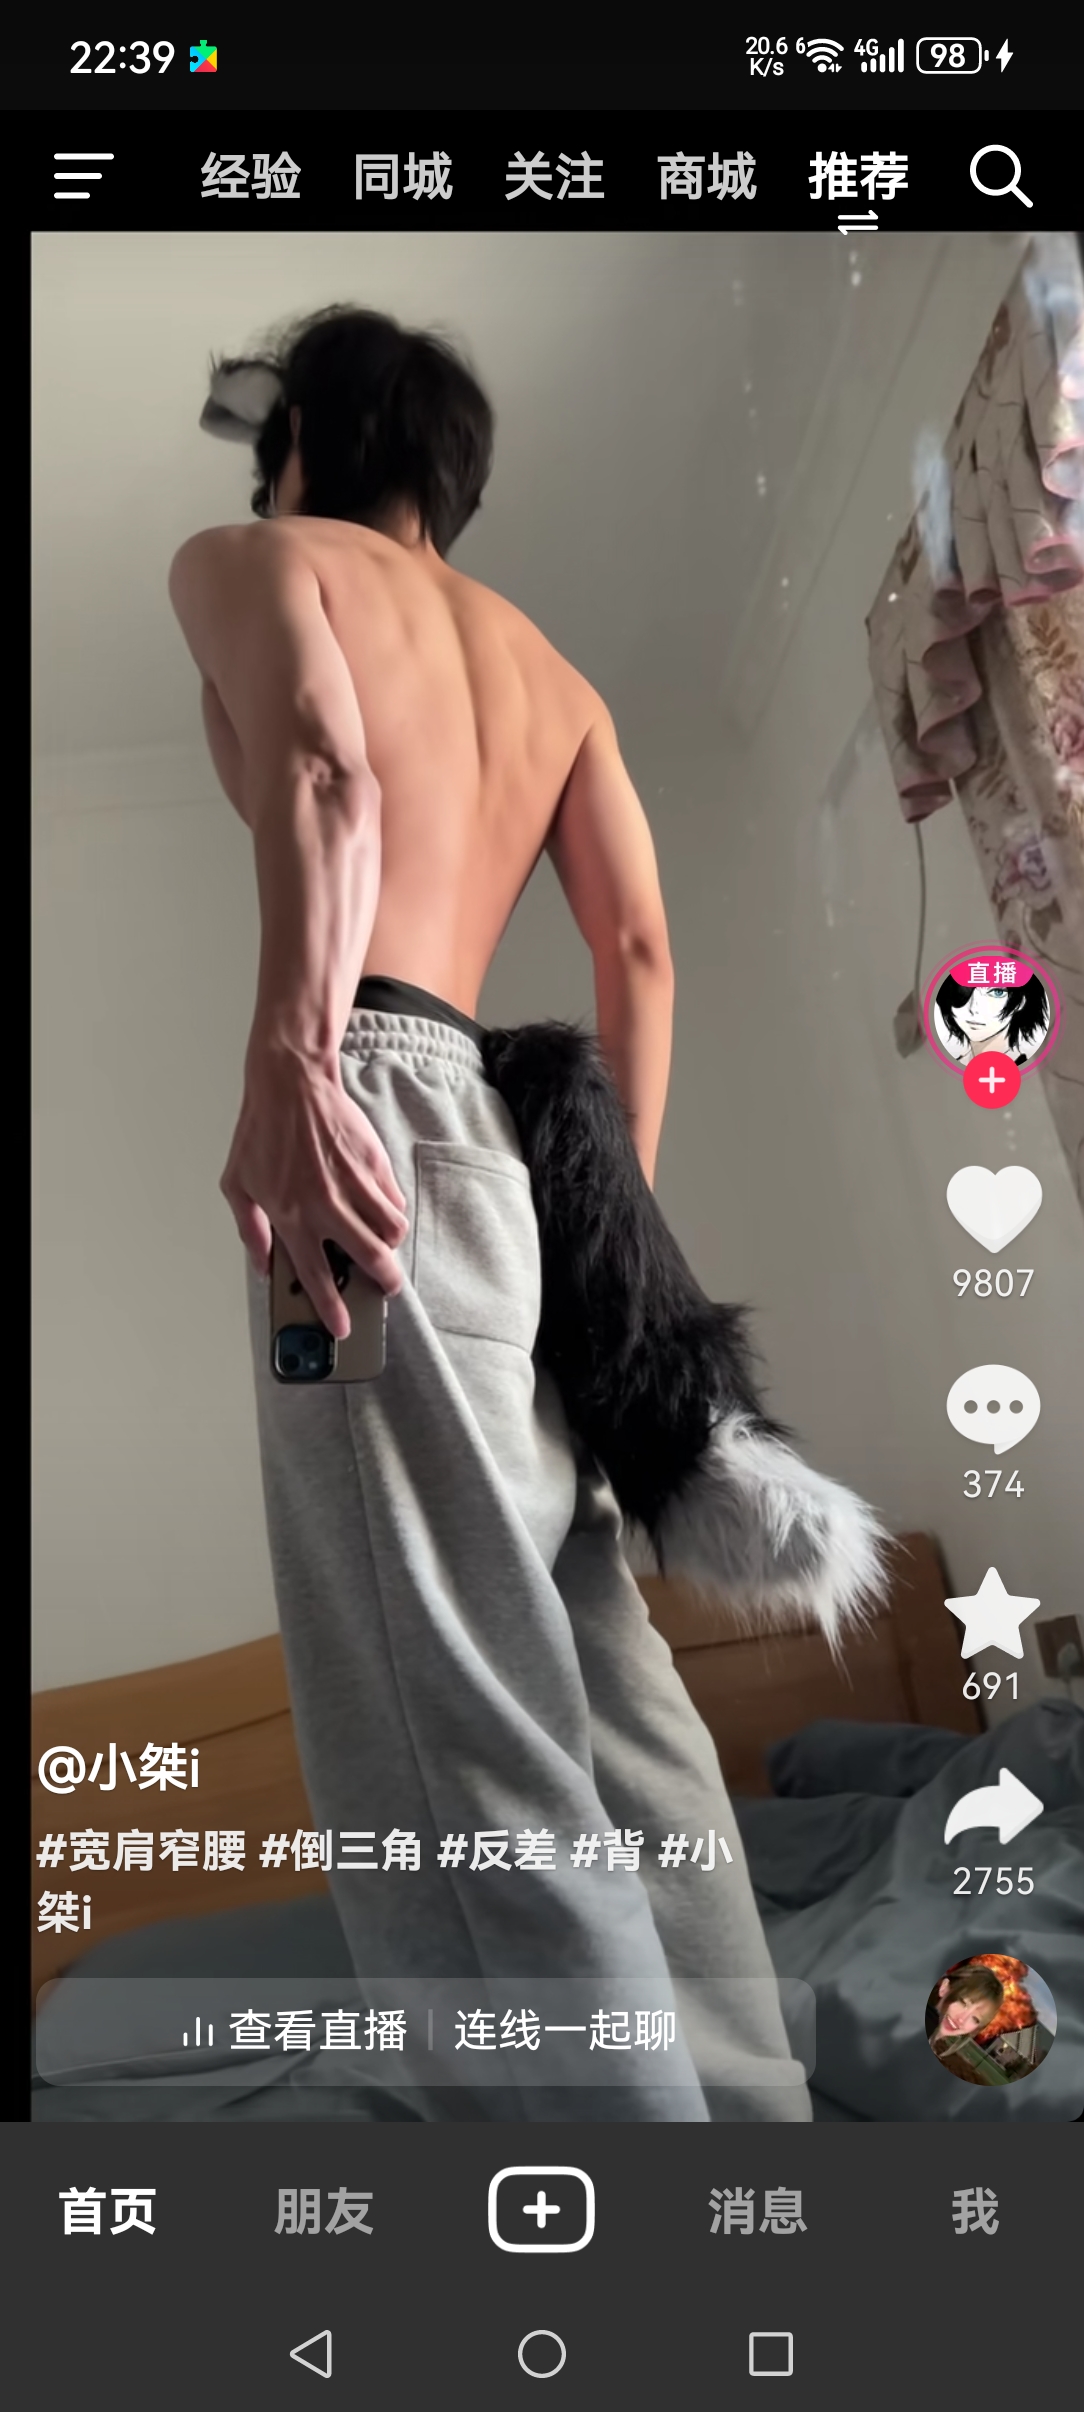 22:39
20.6 K/s 6 4G 98
经验 同城 关注 商城 推荐
直播
9807
374
691
2755
@小桀i
#宽肩窄腰 #倒三角 #反差 #背 #小
桀i
查看直播 | 连线一起聊
首页 朋友 消息 我